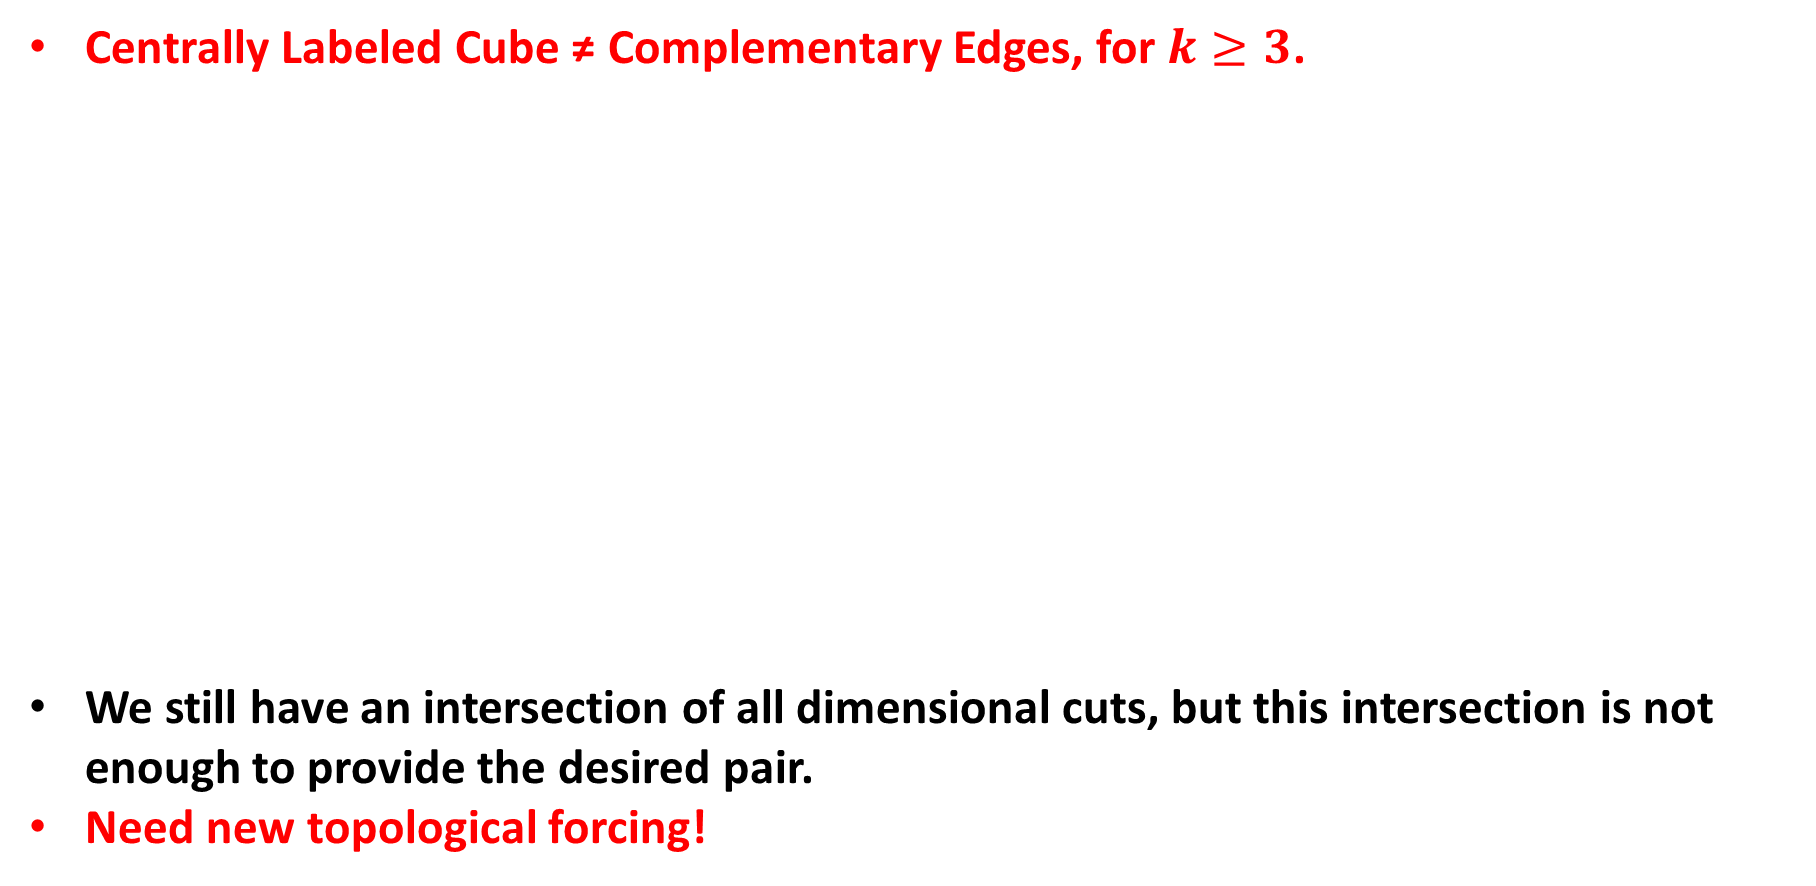 • Centrally Labeled Cube ≠ Complementary Edges, for k ≥ 3.
• We still have an intersection of all dimensional cuts, but this intersection is not
enough to provide the desired pair.
• Need new topological forcing!